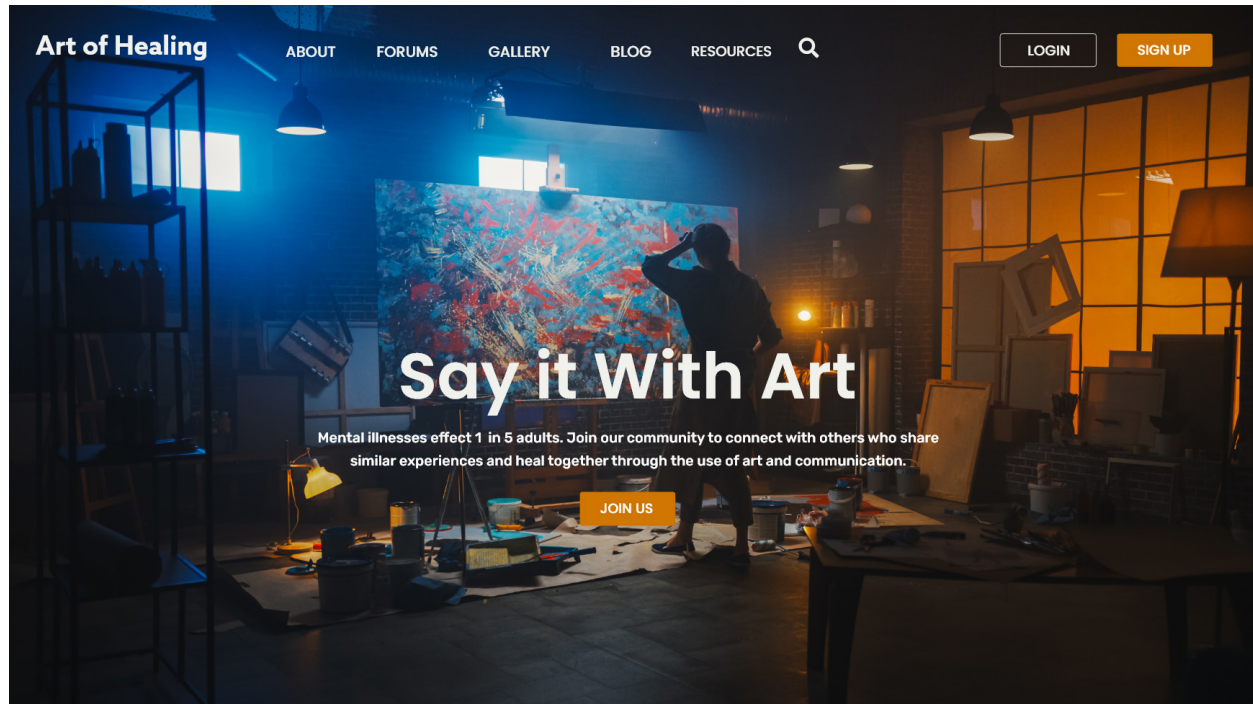 Art of Healing
ABOUT FORUMS GALLERY BLOG RESOURCES LOGIN SIGN UP
Say it With Art
Mental illnesses effect 1 in 5 adults. Join our community to connect with others who share
similar experiences and heal together through the use of art and communication.
JOIN US